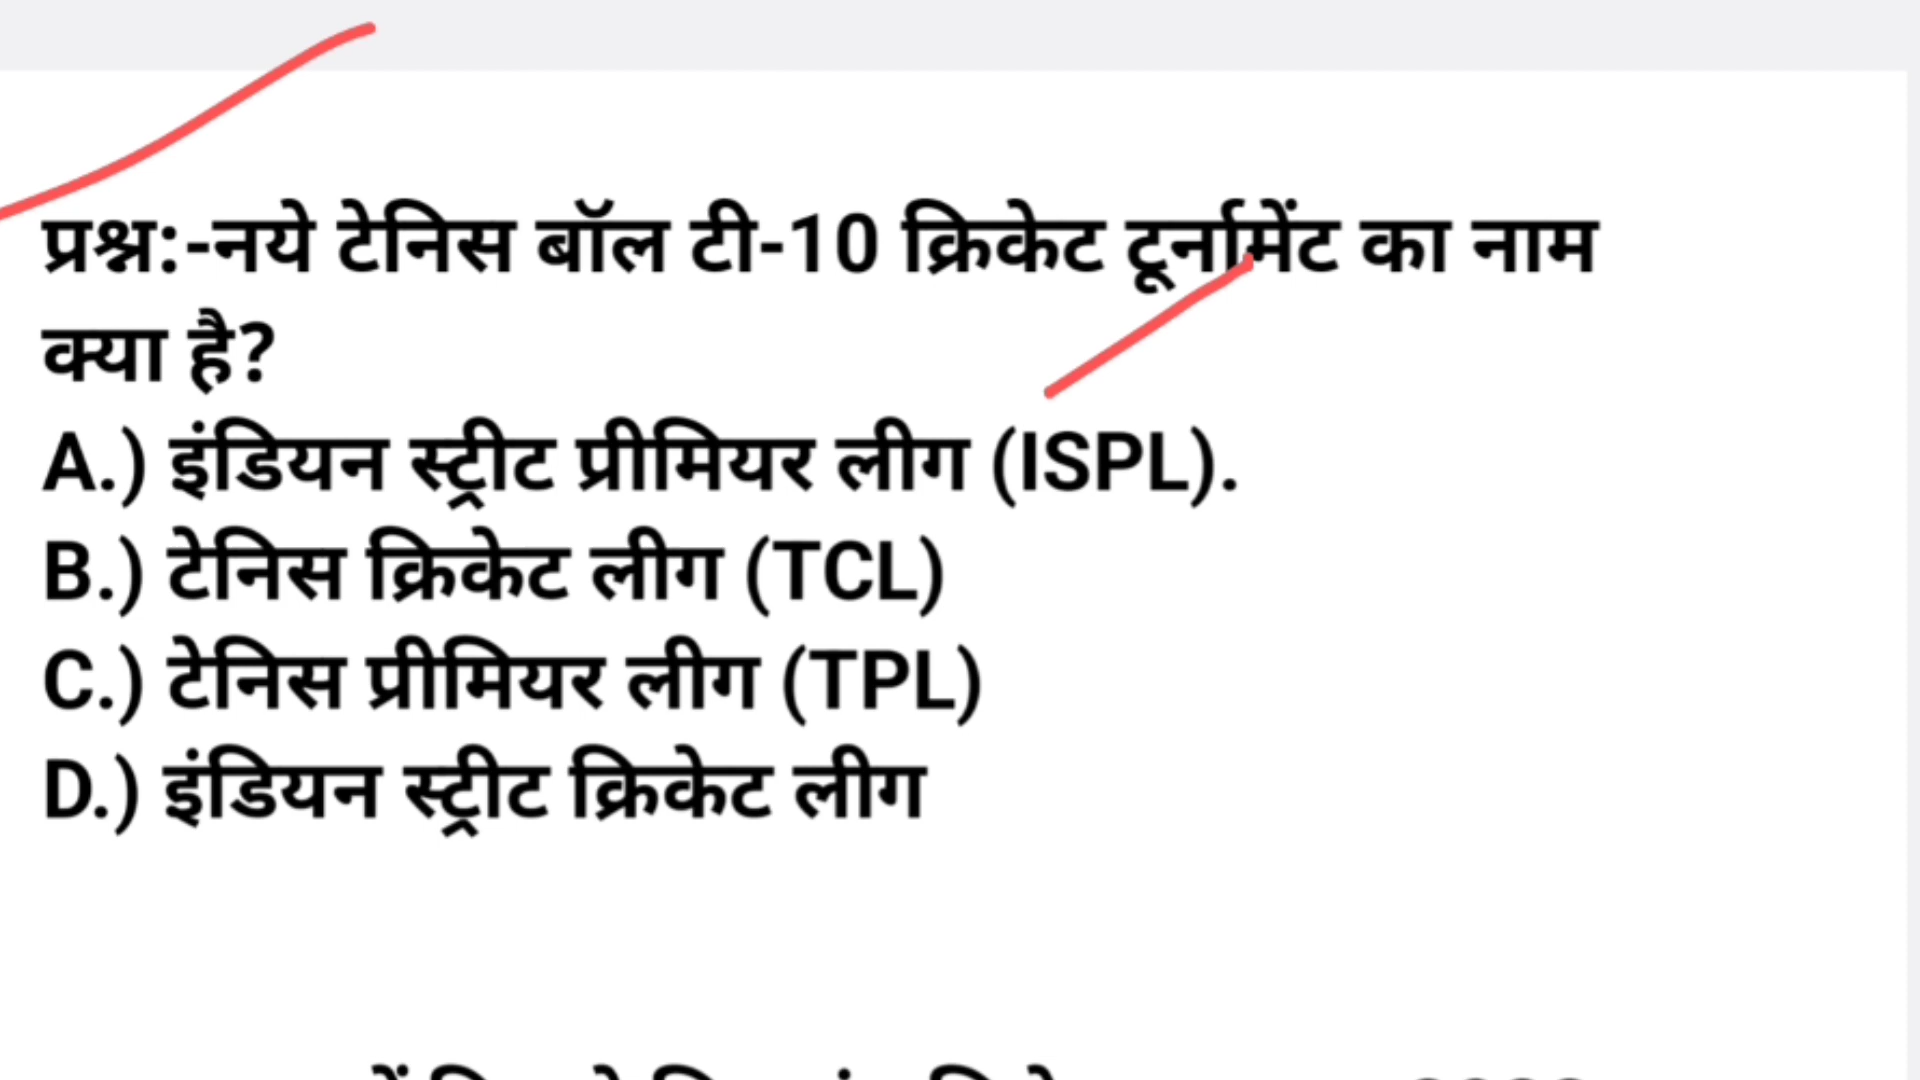 प्रश्न:-नये टेनिस बॉल टी-10 क्रिकेट टूर्नामेंट का नाम
क्या है?
A.) इंडियन स्ट्रीट प्रीमियर लीग (ISPL).
B.) टेनिस क्रिकेट लीग (TCL)
C.) टेनिस प्रीमियर लीग (TPL)
D.) इंडियन स्ट्रीट क्रिकेट लीग